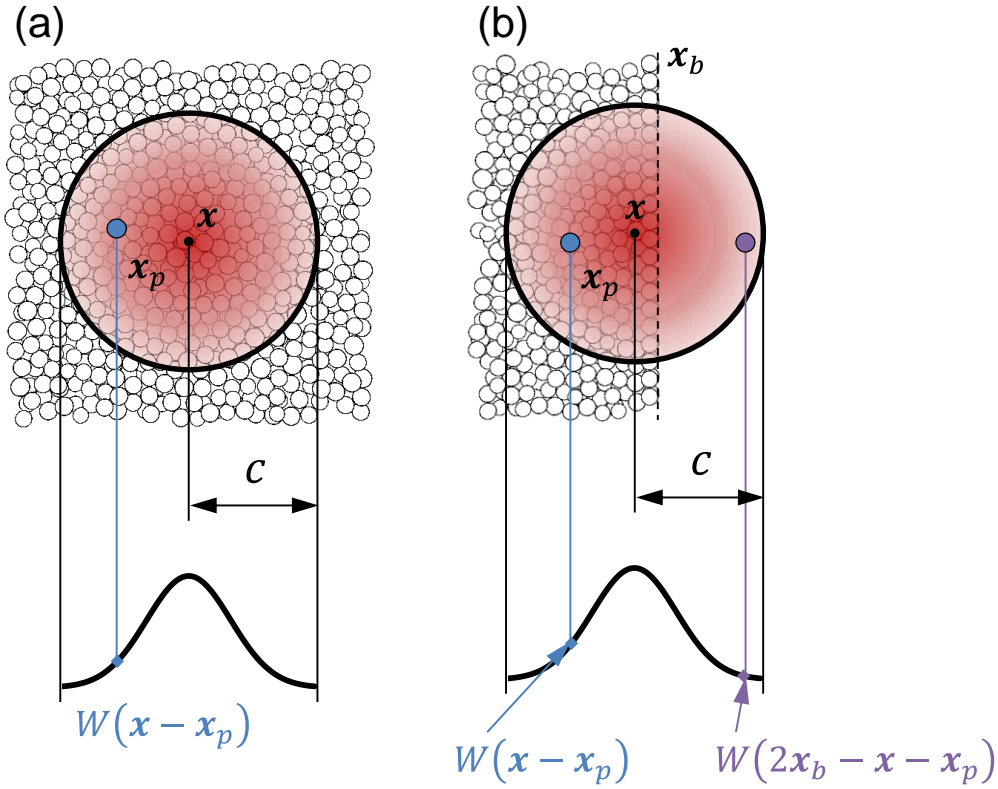 (a)
(b)
𝒙_b
𝒙
𝒙_p
𝒙
𝒙_p
c
c
W(𝒙 − 𝒙_p)
W(𝒙 − 𝒙_p)
W(2𝒙_b − 𝒙 − 𝒙_p)